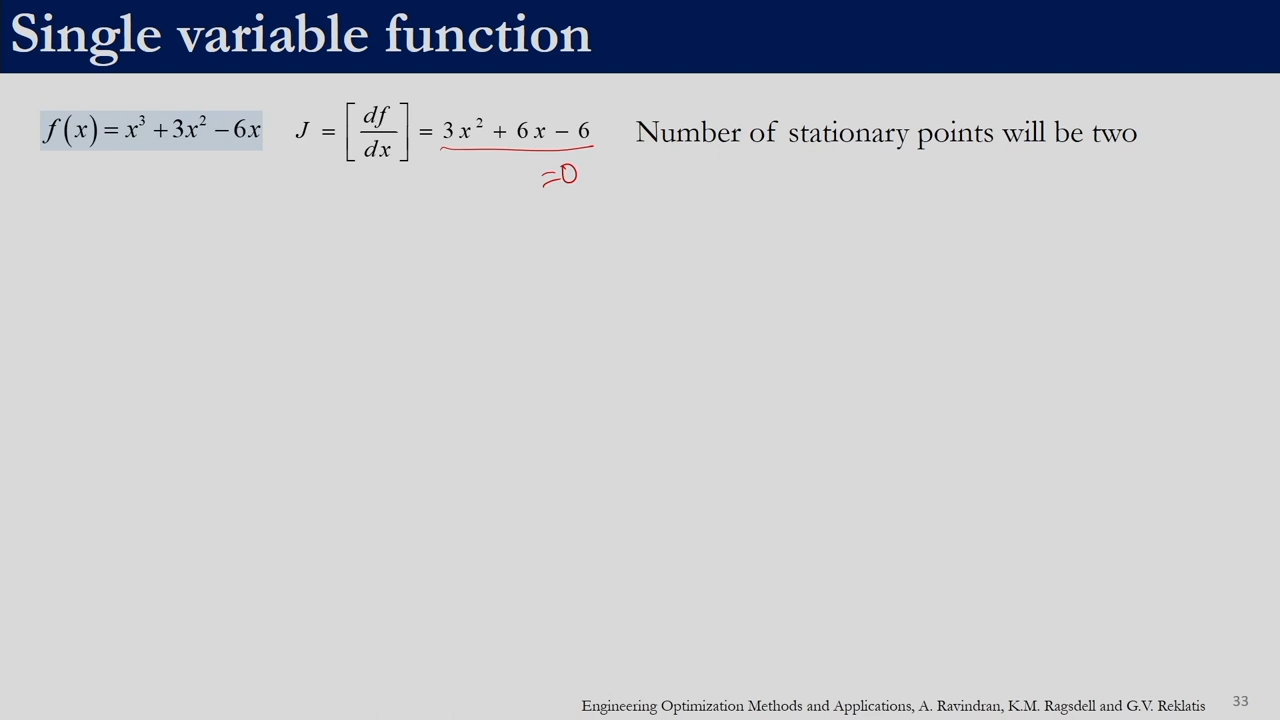 Single variable function
f(x) = x³ + 3x² − 6x J = [df/dx] = 3x² + 6x − 6 Number of stationary points will be two
=0
Engineering Optimization Methods and Applications, A. Ravindran, K.M. Ragsdell and G.V. Reklatis 33